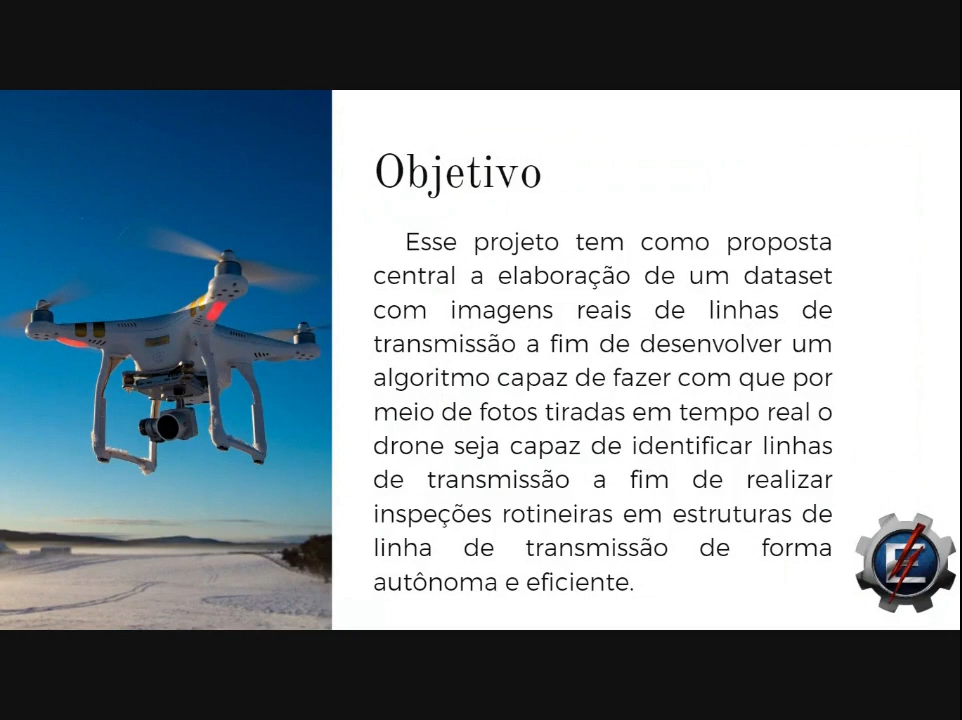 Objetivo
Esse projeto tem como proposta
central a elaboração de um dataset
com imagens reais de linhas de
transmissão a fim de desenvolver um
algoritmo capaz de fazer com que por
meio de fotos tiradas em tempo real o
drone seja capaz de identificar linhas
de transmissão a fim de realizar
inspeções rotineiras em estruturas de
linha de transmissão de forma
autônoma e eficiente.
E